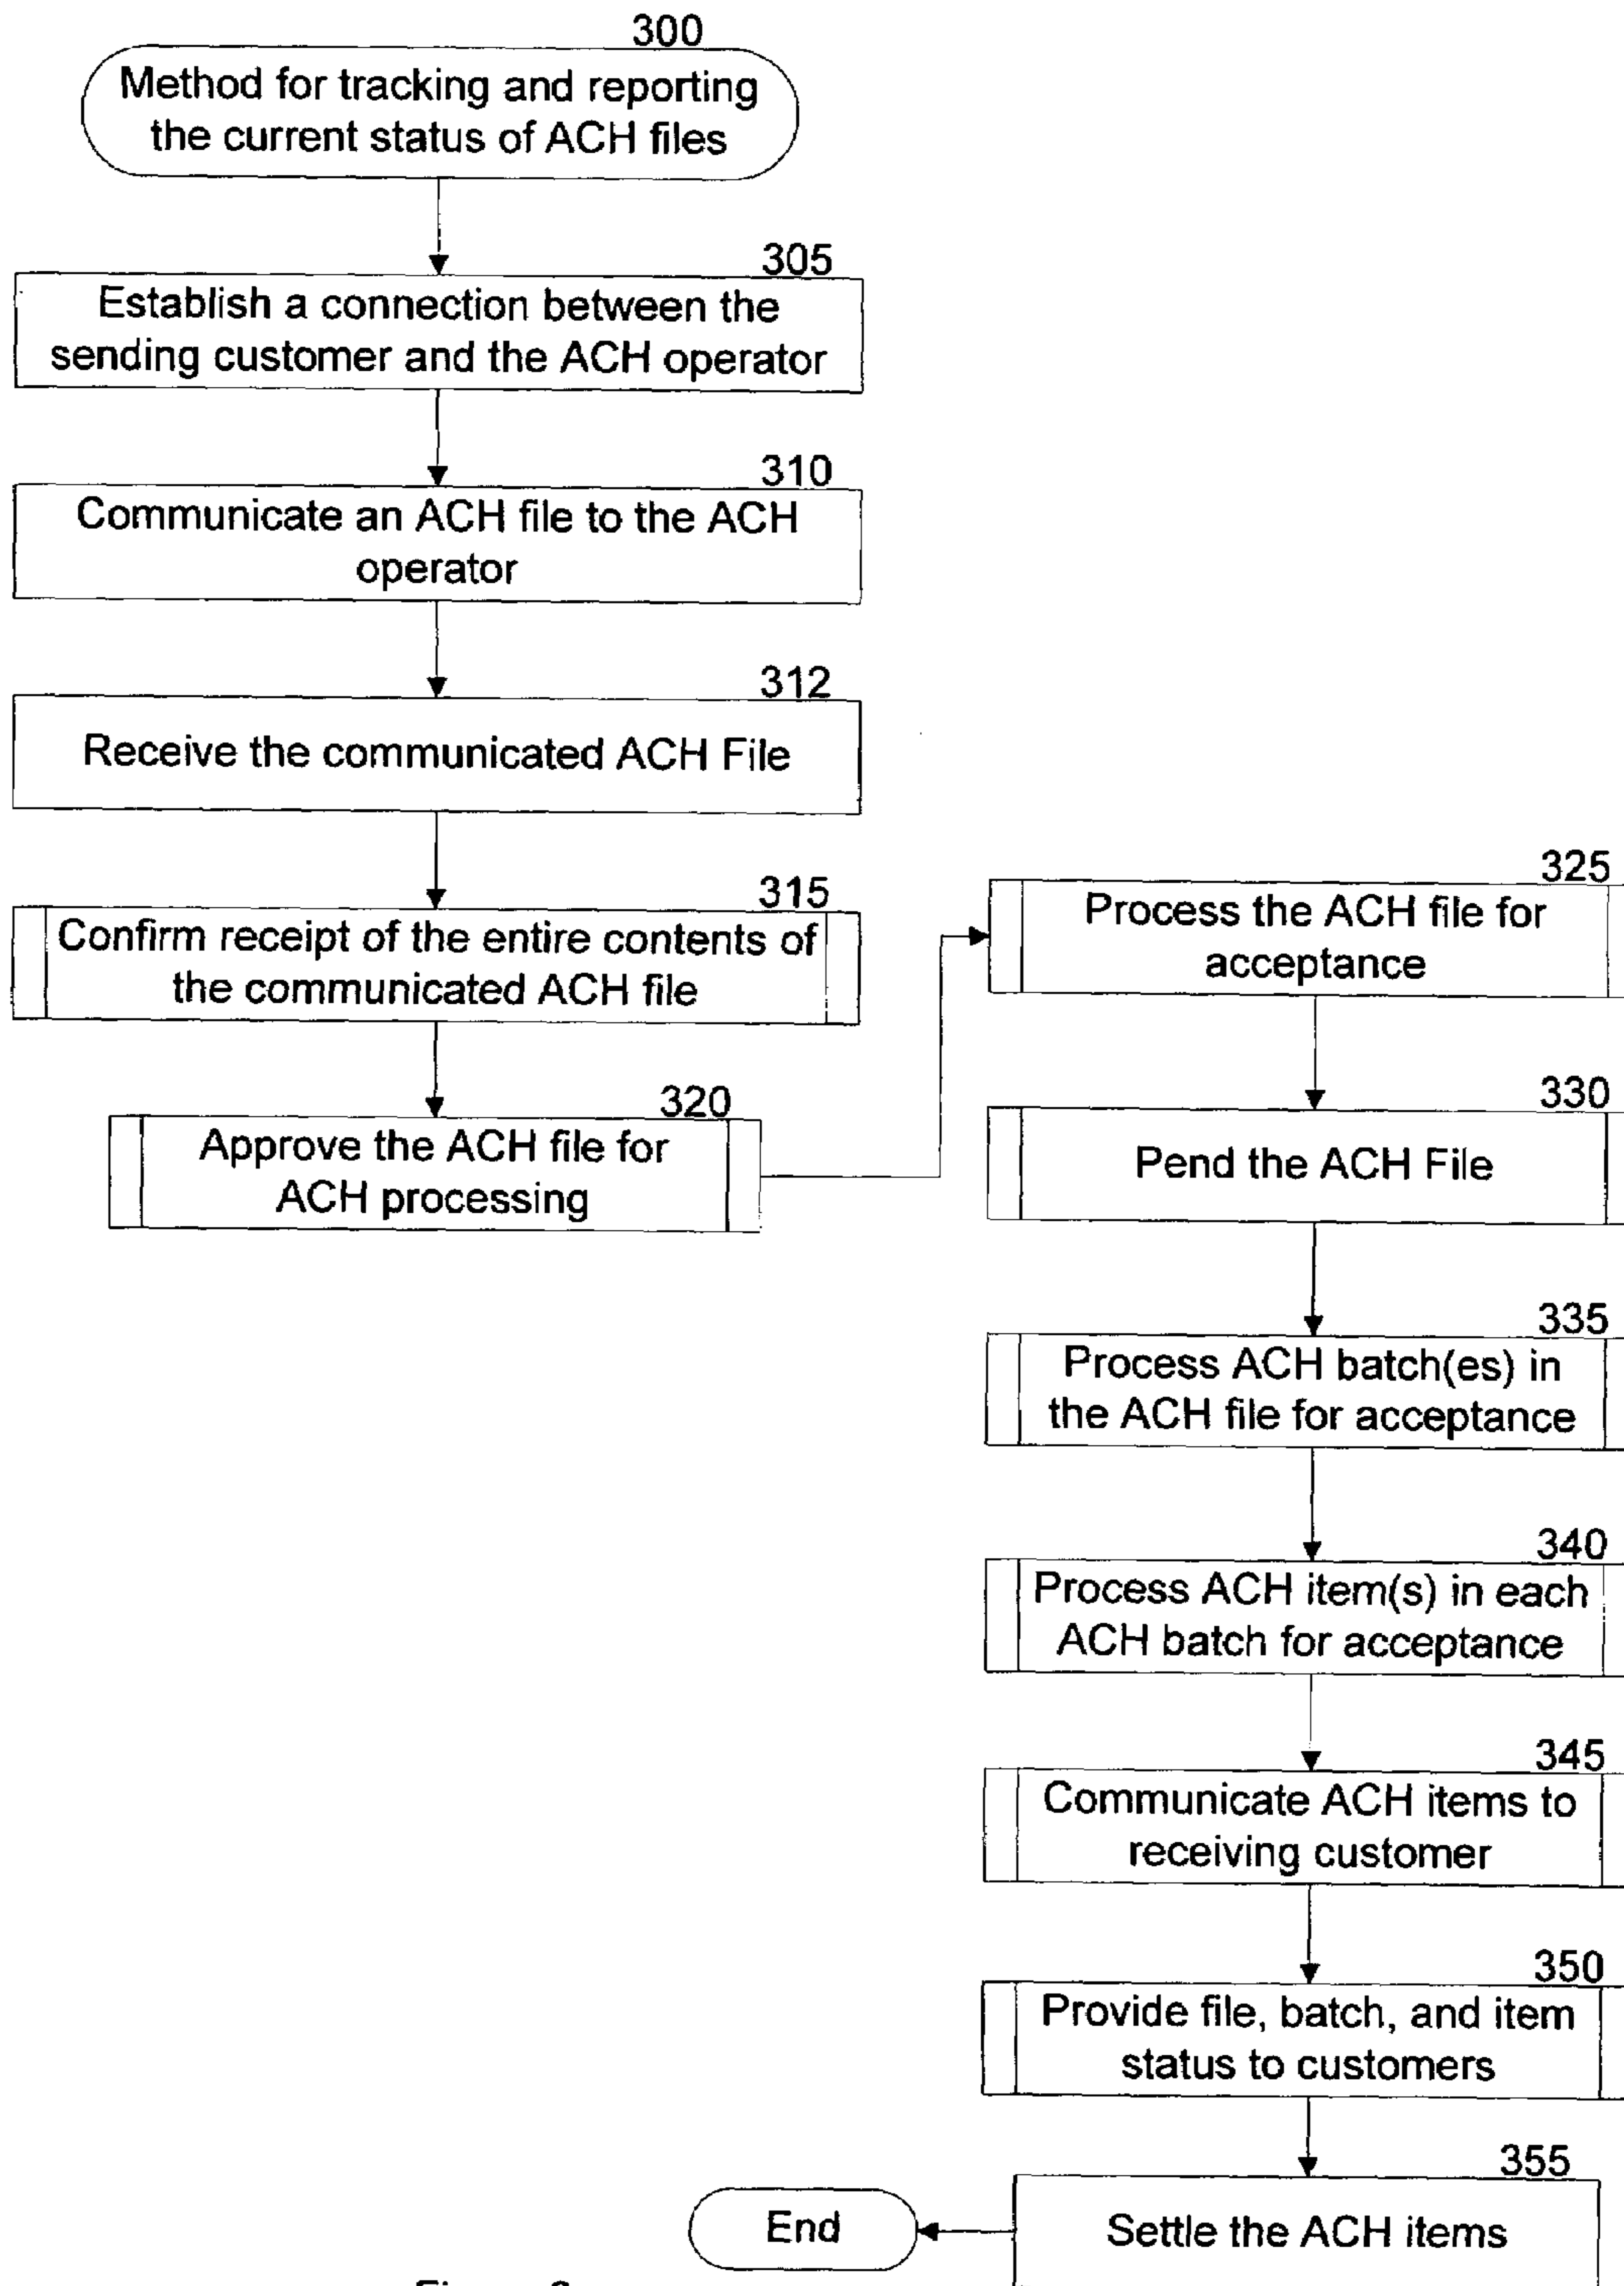 300
Method for tracking and reporting
the current status of ACH files
305
Establish a connection between the
sending customer and the ACH operator
310
Communicate an ACH file to the ACH
operator
312
Receive the communicated ACH File
315
Confirm receipt of the entire contents of
the communicated ACH file
320
Approve the ACH file for
ACH processing
325
Process the ACH file for
acceptance
330
Pend the ACH File
335
Process ACH batch(es) in
the ACH file for acceptance
340
Process ACH item(s) in each
ACH batch for acceptance
345
Communicate ACH items to
receiving customer
350
Provide file, batch, and item
status to customers
355
Settle the ACH items
End